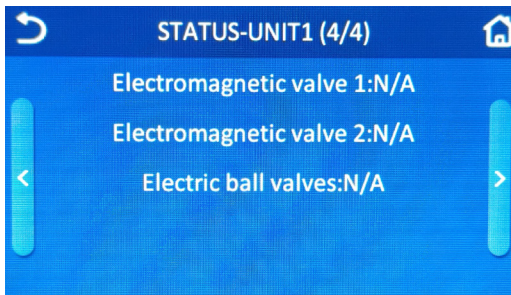 STATUS-UNIT1 (4/4)
Electromagnetic valve 1:N/A
Electromagnetic valve 2:N/A
Electric ball valves:N/A